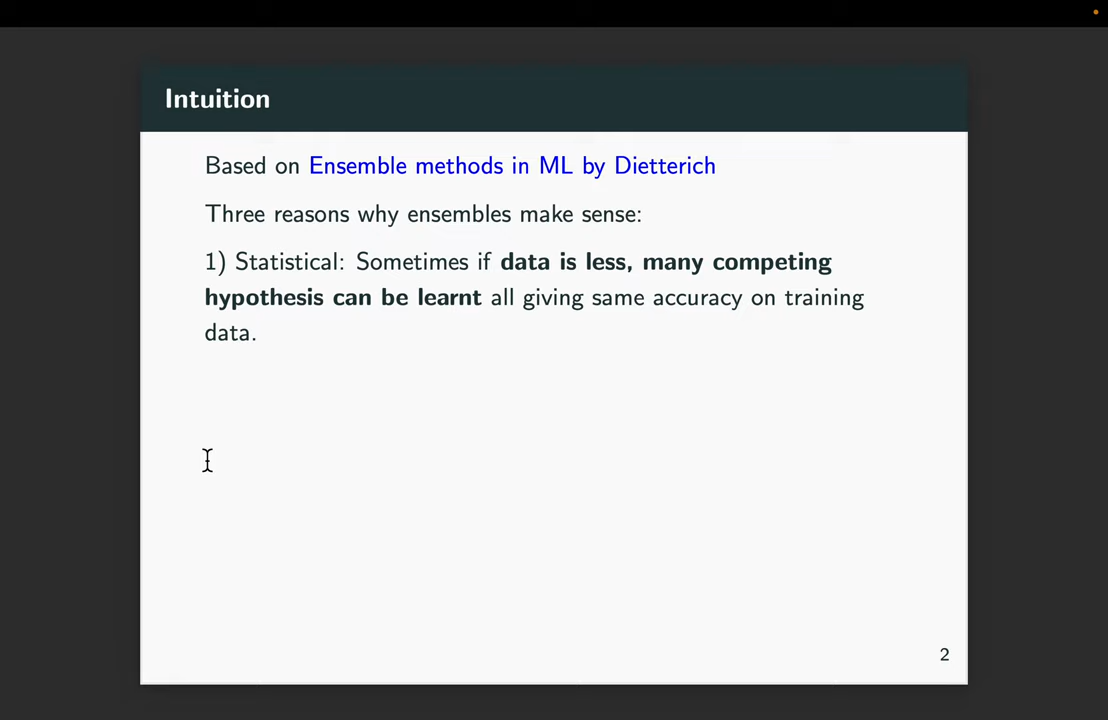 Intuition
Based on Ensemble methods in ML by Dietterich
Three reasons why ensembles make sense:
1) Statistical: Sometimes if data is less, many competing
hypothesis can be learnt all giving same accuracy on training
data.
2